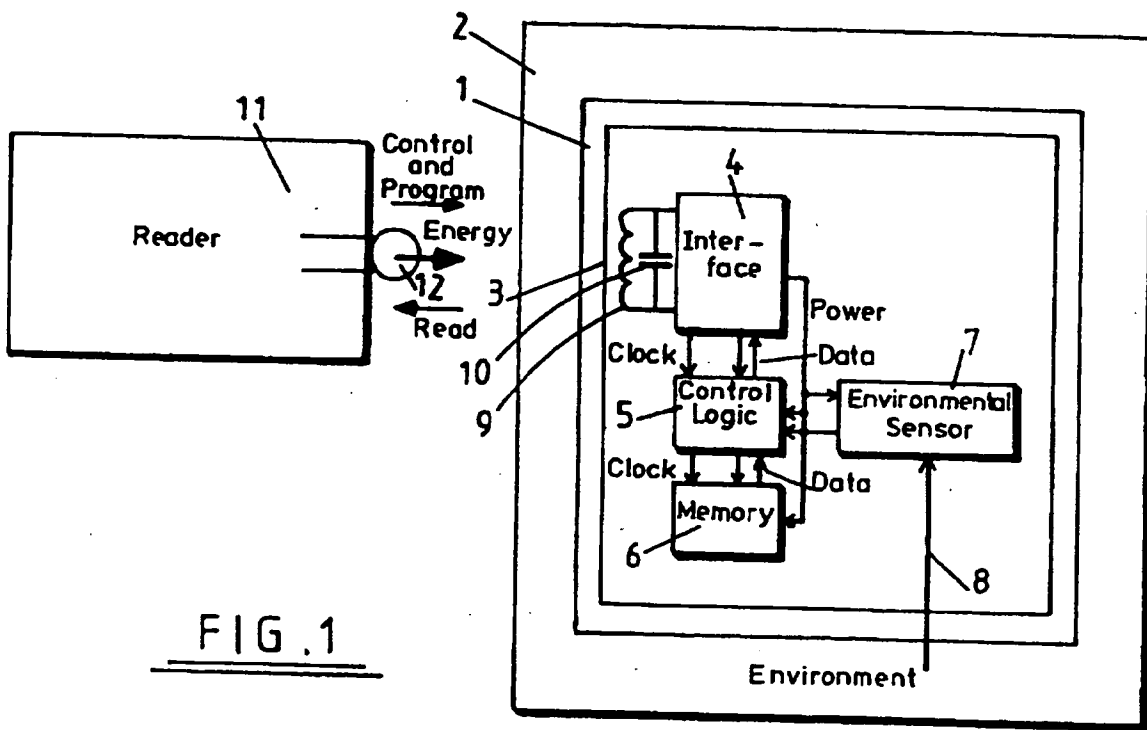 2
1
11
Control
and
Program
Energy
Reader
12
Read
3
10
9
4
Inter-
face
Power
Clock
Data
7
5
Control
Logic
Environmental
Sensor
Clock
Data
Memory
6
8
FIG.1
Environment